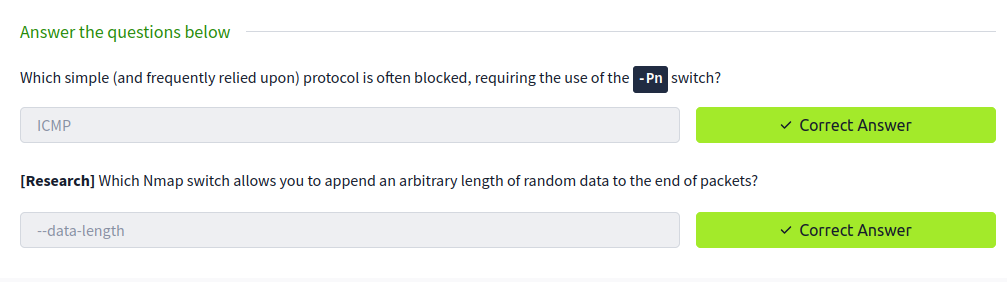 Answer the questions below
Which simple (and frequently relied upon) protocol is often blocked, requiring the use of the -Pn switch?
ICMP
✓ Correct Answer
[Research] Which Nmap switch allows you to append an arbitrary length of random data to the end of packets?
--data-length
✓ Correct Answer